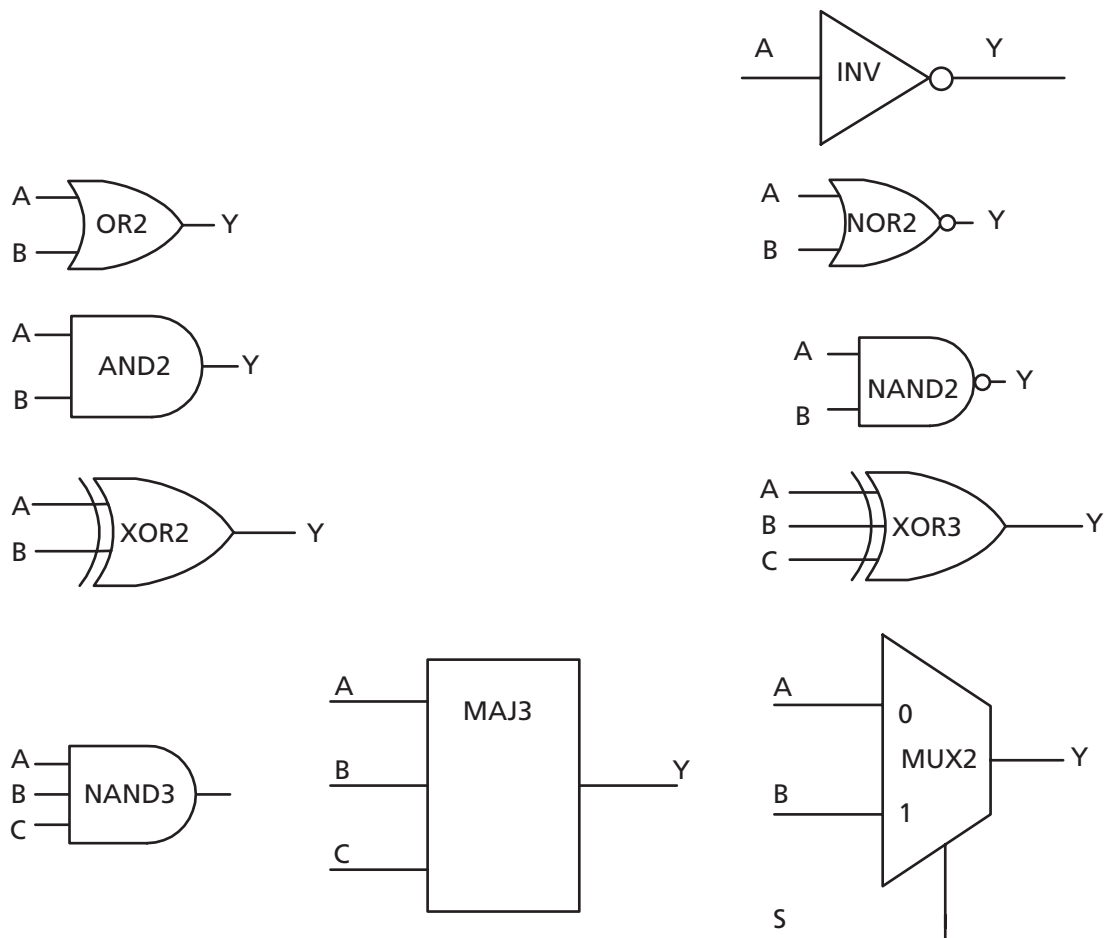 A INV Y
A OR2 Y
B
A NOR2 Y
B
A AND2 Y
B
A NAND2 Y
B
A XOR2 Y
B
A XOR3 Y
B
C
A
B NAND3
C
A MAJ3
B Y
C
A 0
MUX2 Y
B 1
S